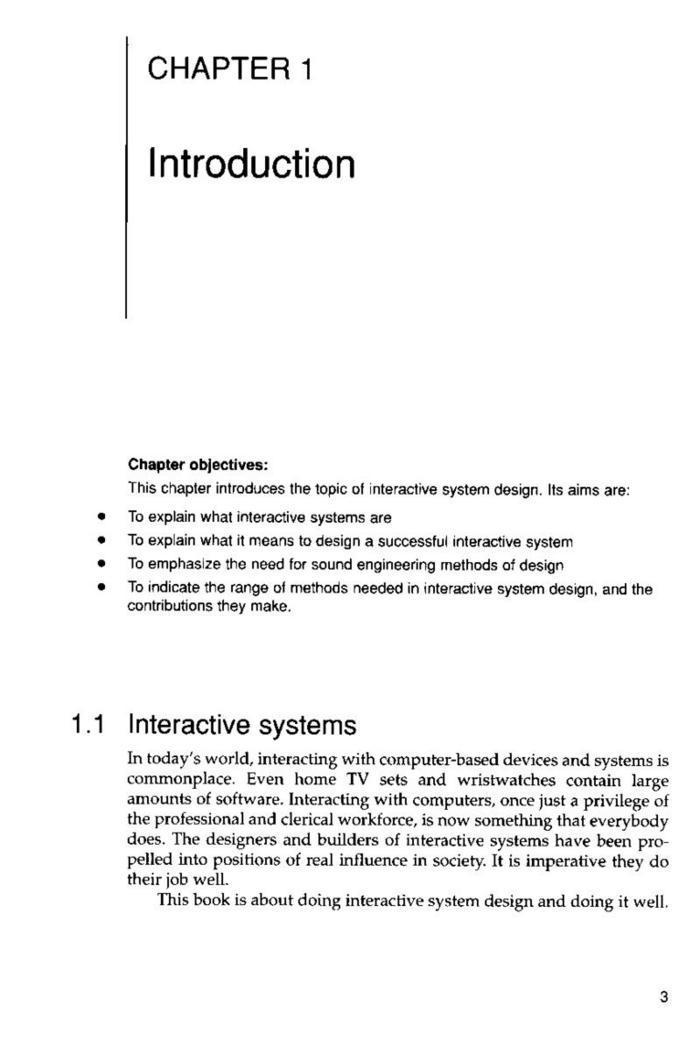 CHAPTER 1
Introduction
Chapter objectives:
This chapter introduces the topic of interactive system design. Its aims are:
• To explain what interactive systems are
• To explain what it means to design a successful interactive system
• To emphasize the need for sound engineering methods of design
• To indicate the range of methods needed in interactive system design, and the
contributions they make.
1.1 Interactive systems
In today's world, interacting with computer-based devices and systems is
commonplace. Even home TV sets and wristwatches contain large
amounts of software. Interacting with computers, once just a privilege of
the professional and clerical workforce, is now something that everybody
does. The designers and builders of interactive systems have been pro-
pelled into positions of real influence in society. It is imperative they do
their job well.
This book is about doing interactive system design and doing it well.
3